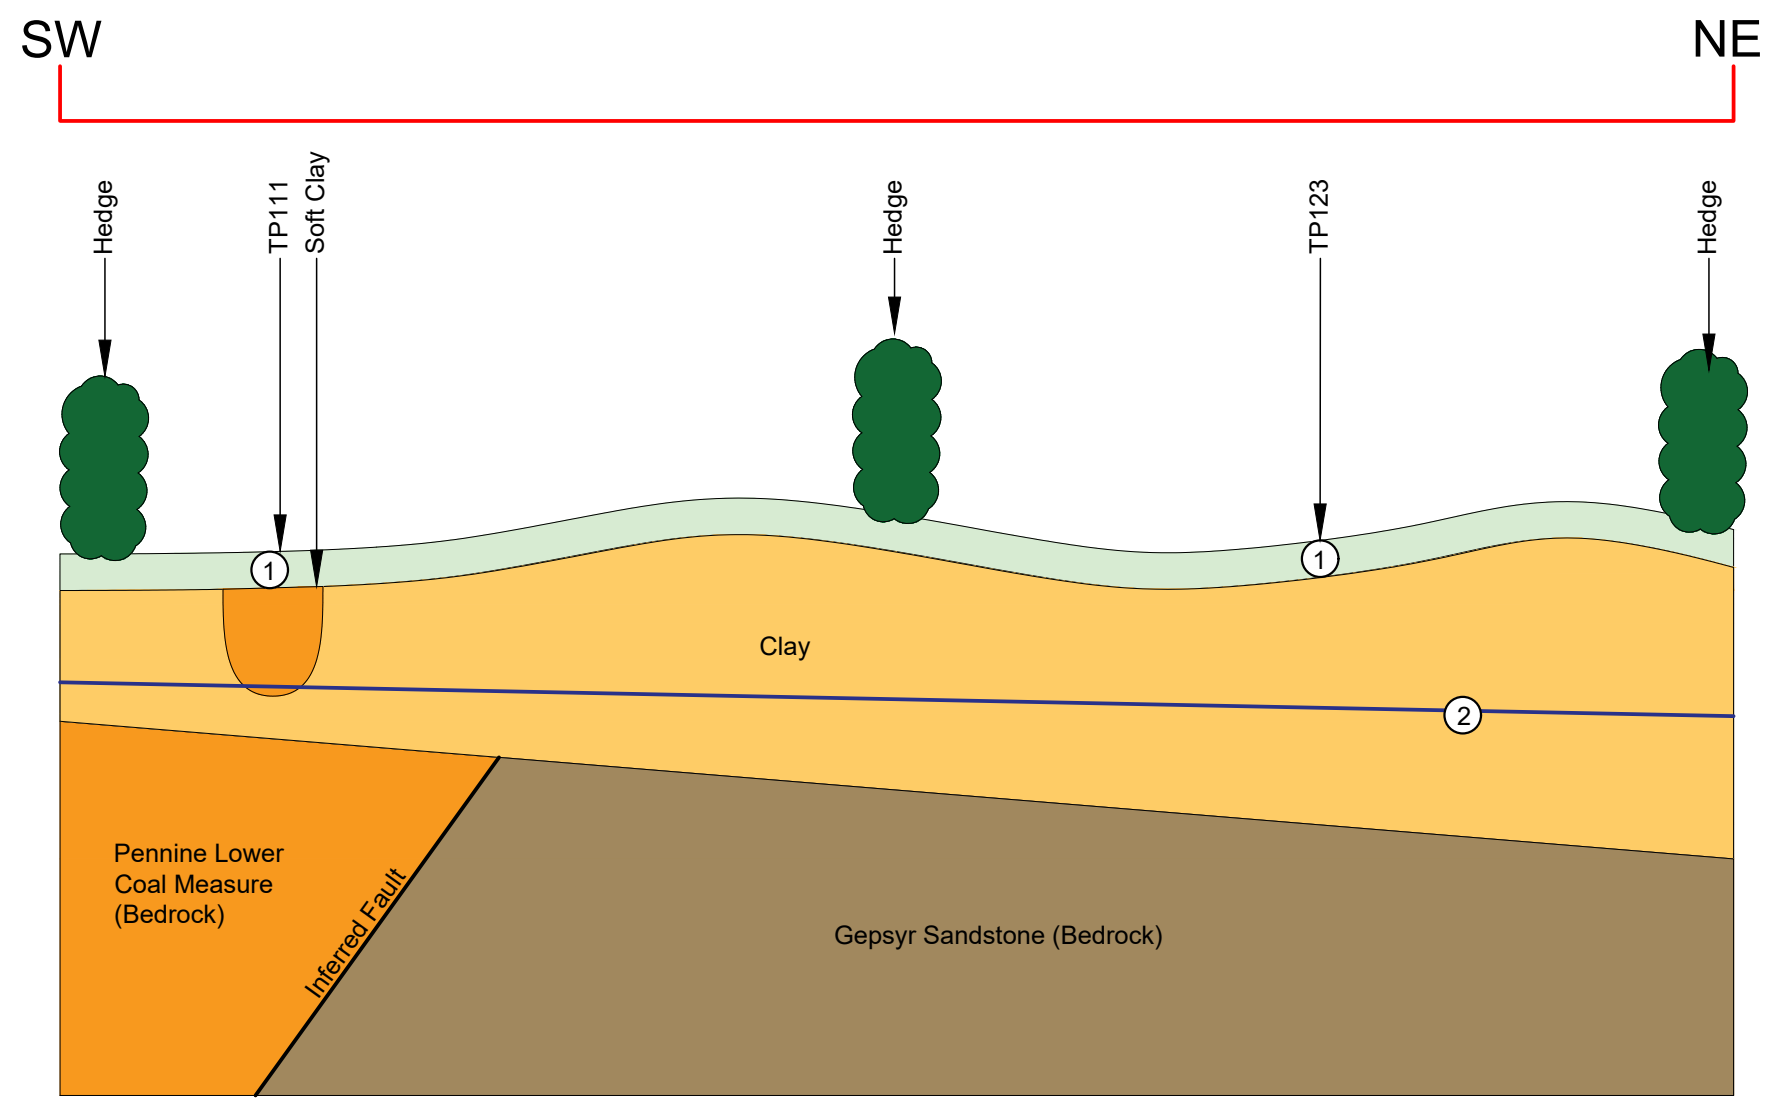 SW
NE
Hedge
TP111
Soft Clay
Hedge
TP123
Hedge
1
1
Clay
2
Pennine Lower
Coal Measure
(Bedrock)
Inferred Fault
Gepsyr Sandstone (Bedrock)